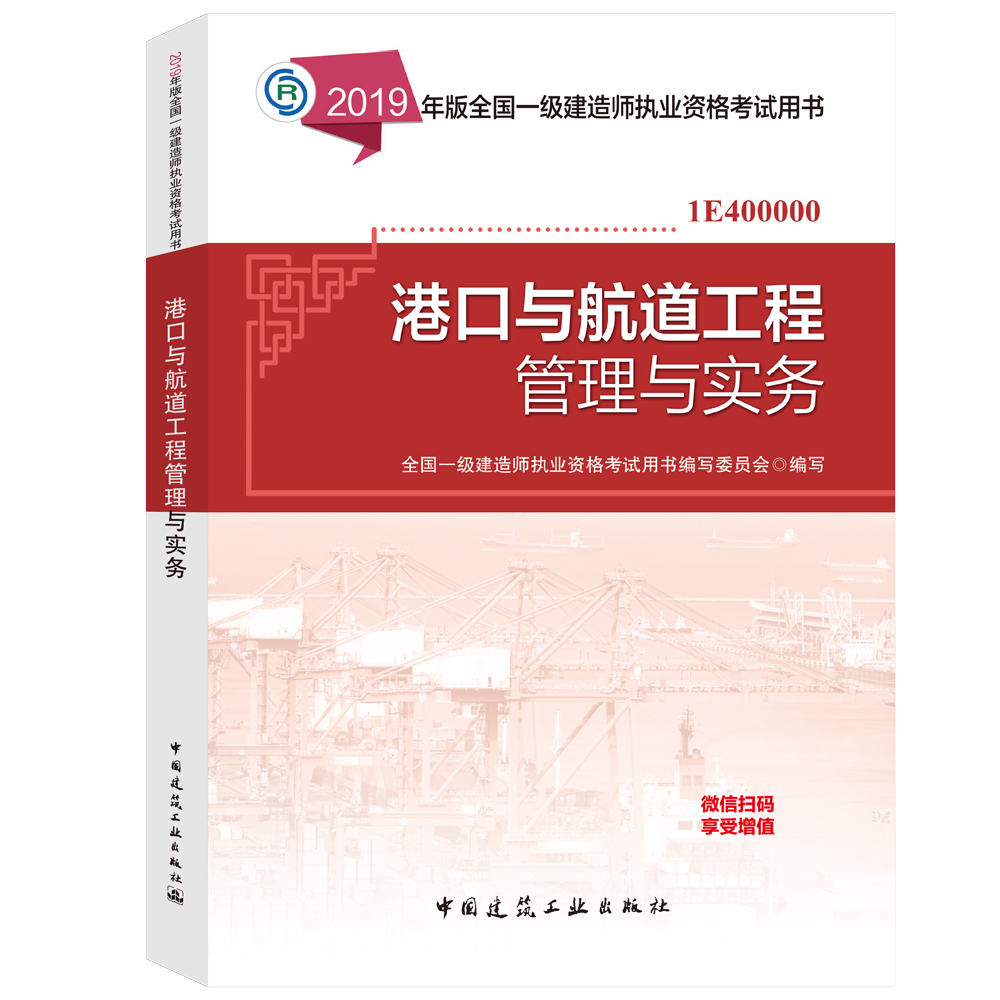 2019年版全国一级建造师执业资格考试用书
港口与航道工程管理与实务
中国建筑工业出版社
R
2019 年版全国一级建造师执业资格考试用书
1E400000
港口与航道工程
管理与实务
全国一级建造师执业资格考试用书编写委员会◎编写
微信扫码
享受增值
中国建筑工业出版社